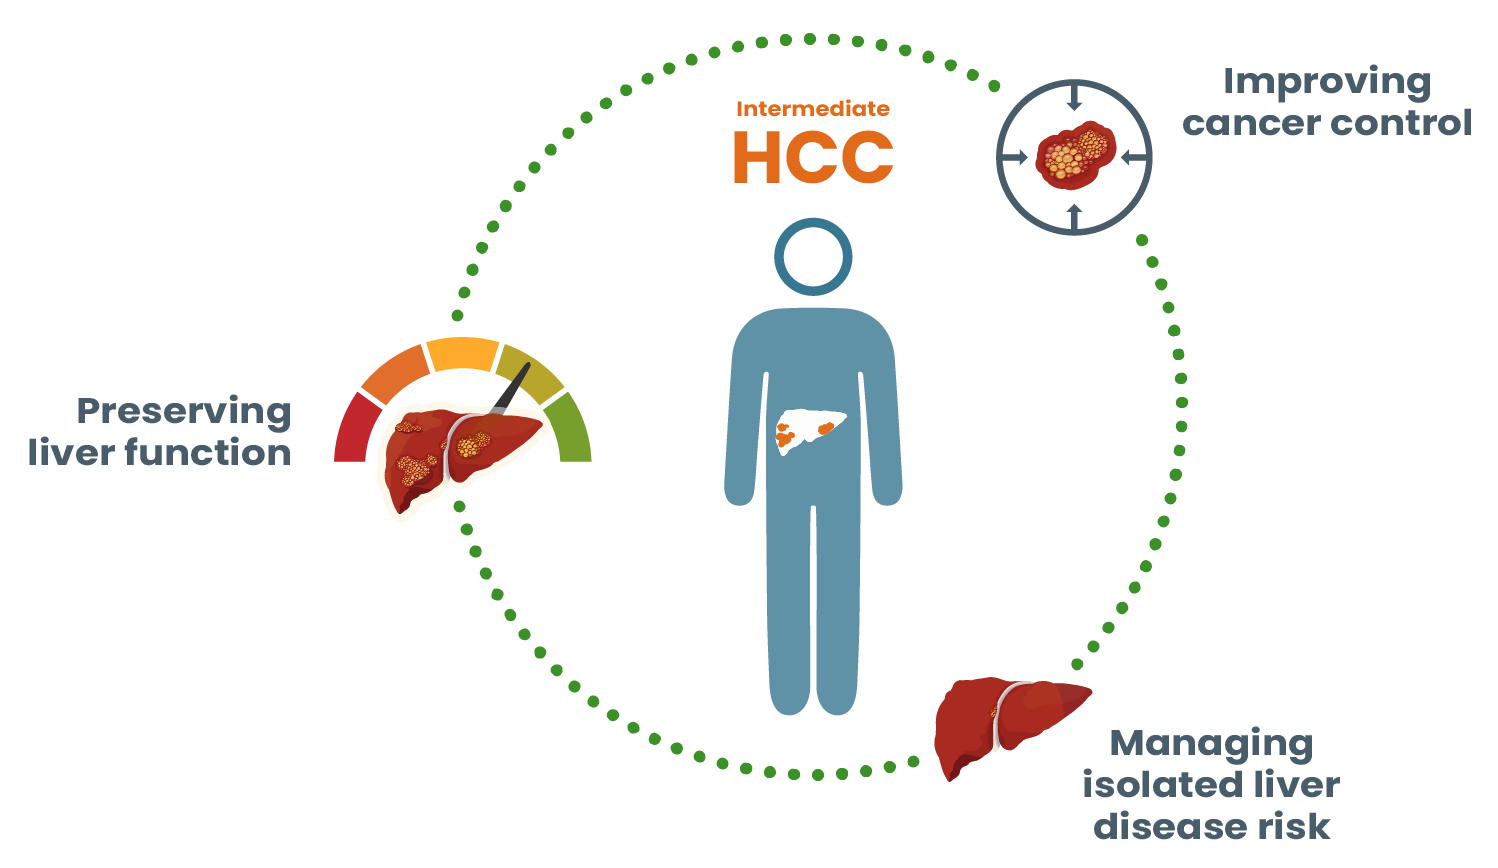 Intermediate
HCC
Improving
cancer control
Preserving
liver function
Managing
isolated liver
disease risk